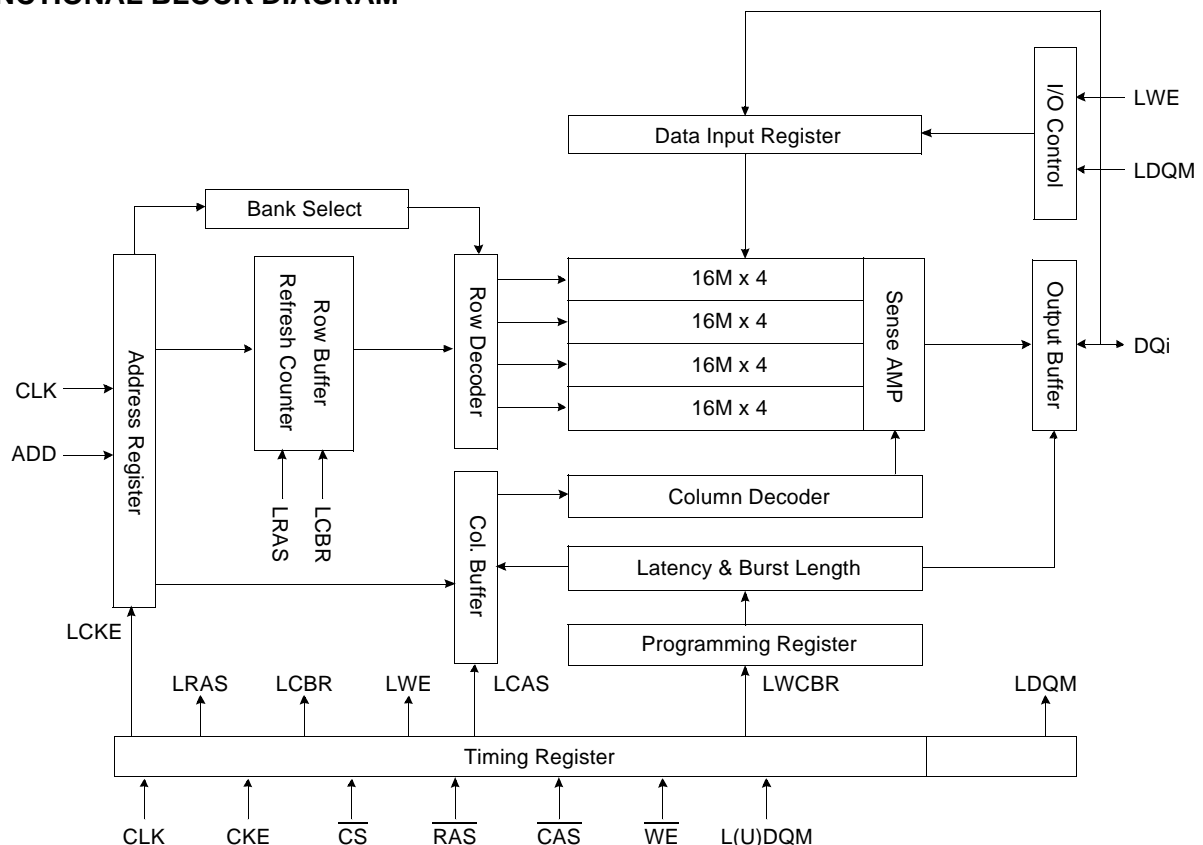 Data Input Register
I/O Control
LWE
LDQM
Bank Select
Address Register
CLK
ADD
Refresh Counter
Row Buffer
LRAS
LCBR
Row Decoder
16M x 4
16M x 4
16M x 4
16M x 4
Sense AMP
Output Buffer
DQi
Col. Buffer
Column Decoder
Latency & Burst Length
Programming Register
LCKE
LRAS
LCBR
LWE
LCAS
LWCBR
LDQM
Timing Register
CLK
CKE
CS
RAS
CAS
WE
L(U)DQM